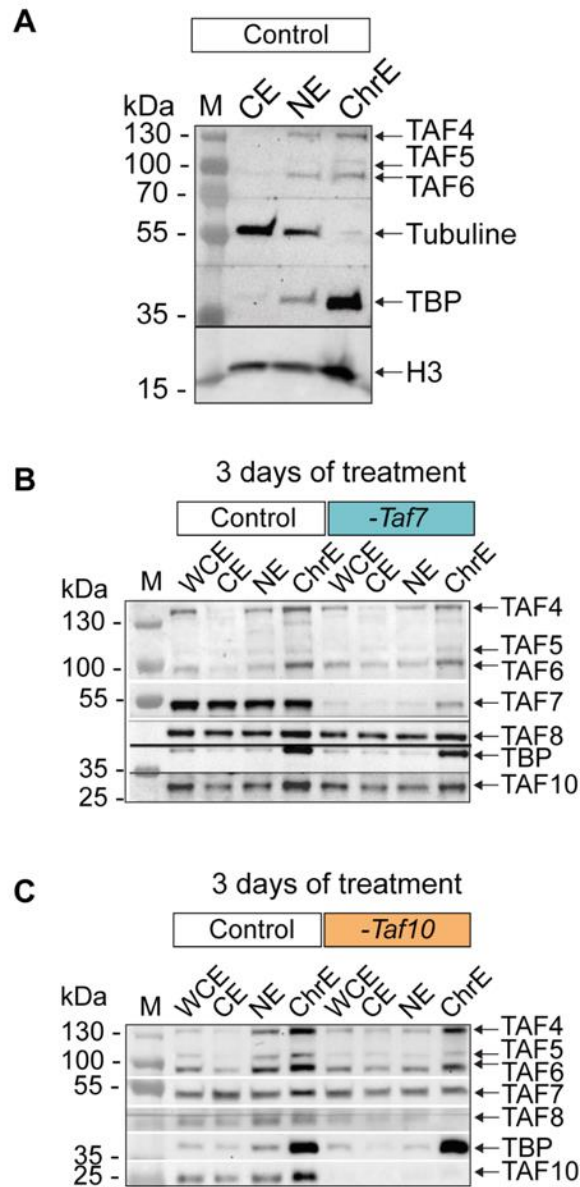 A
Control
kDa M CE NE ChrE
130 - TAF4
100 - TAF5
70 - TAF6
55 - Tubuline
35 - TBP
15 - H3
B
3 days of treatment
Control -Taf7
kDa M WCE CE NE ChrE WCE CE NE ChrE
130 - TAF4
TAF5
100 - TAF6
55 - TAF7
TAF8
35 - TBP
25 - TAF10
C
3 days of treatment
Control -Taf10
kDa M WCE CE NE ChrE WCE CE NE ChrE
130 - TAF4
100 - TAF5
TAF6
55 - TAF7
TAF8
35 - TBP
25 - TAF10